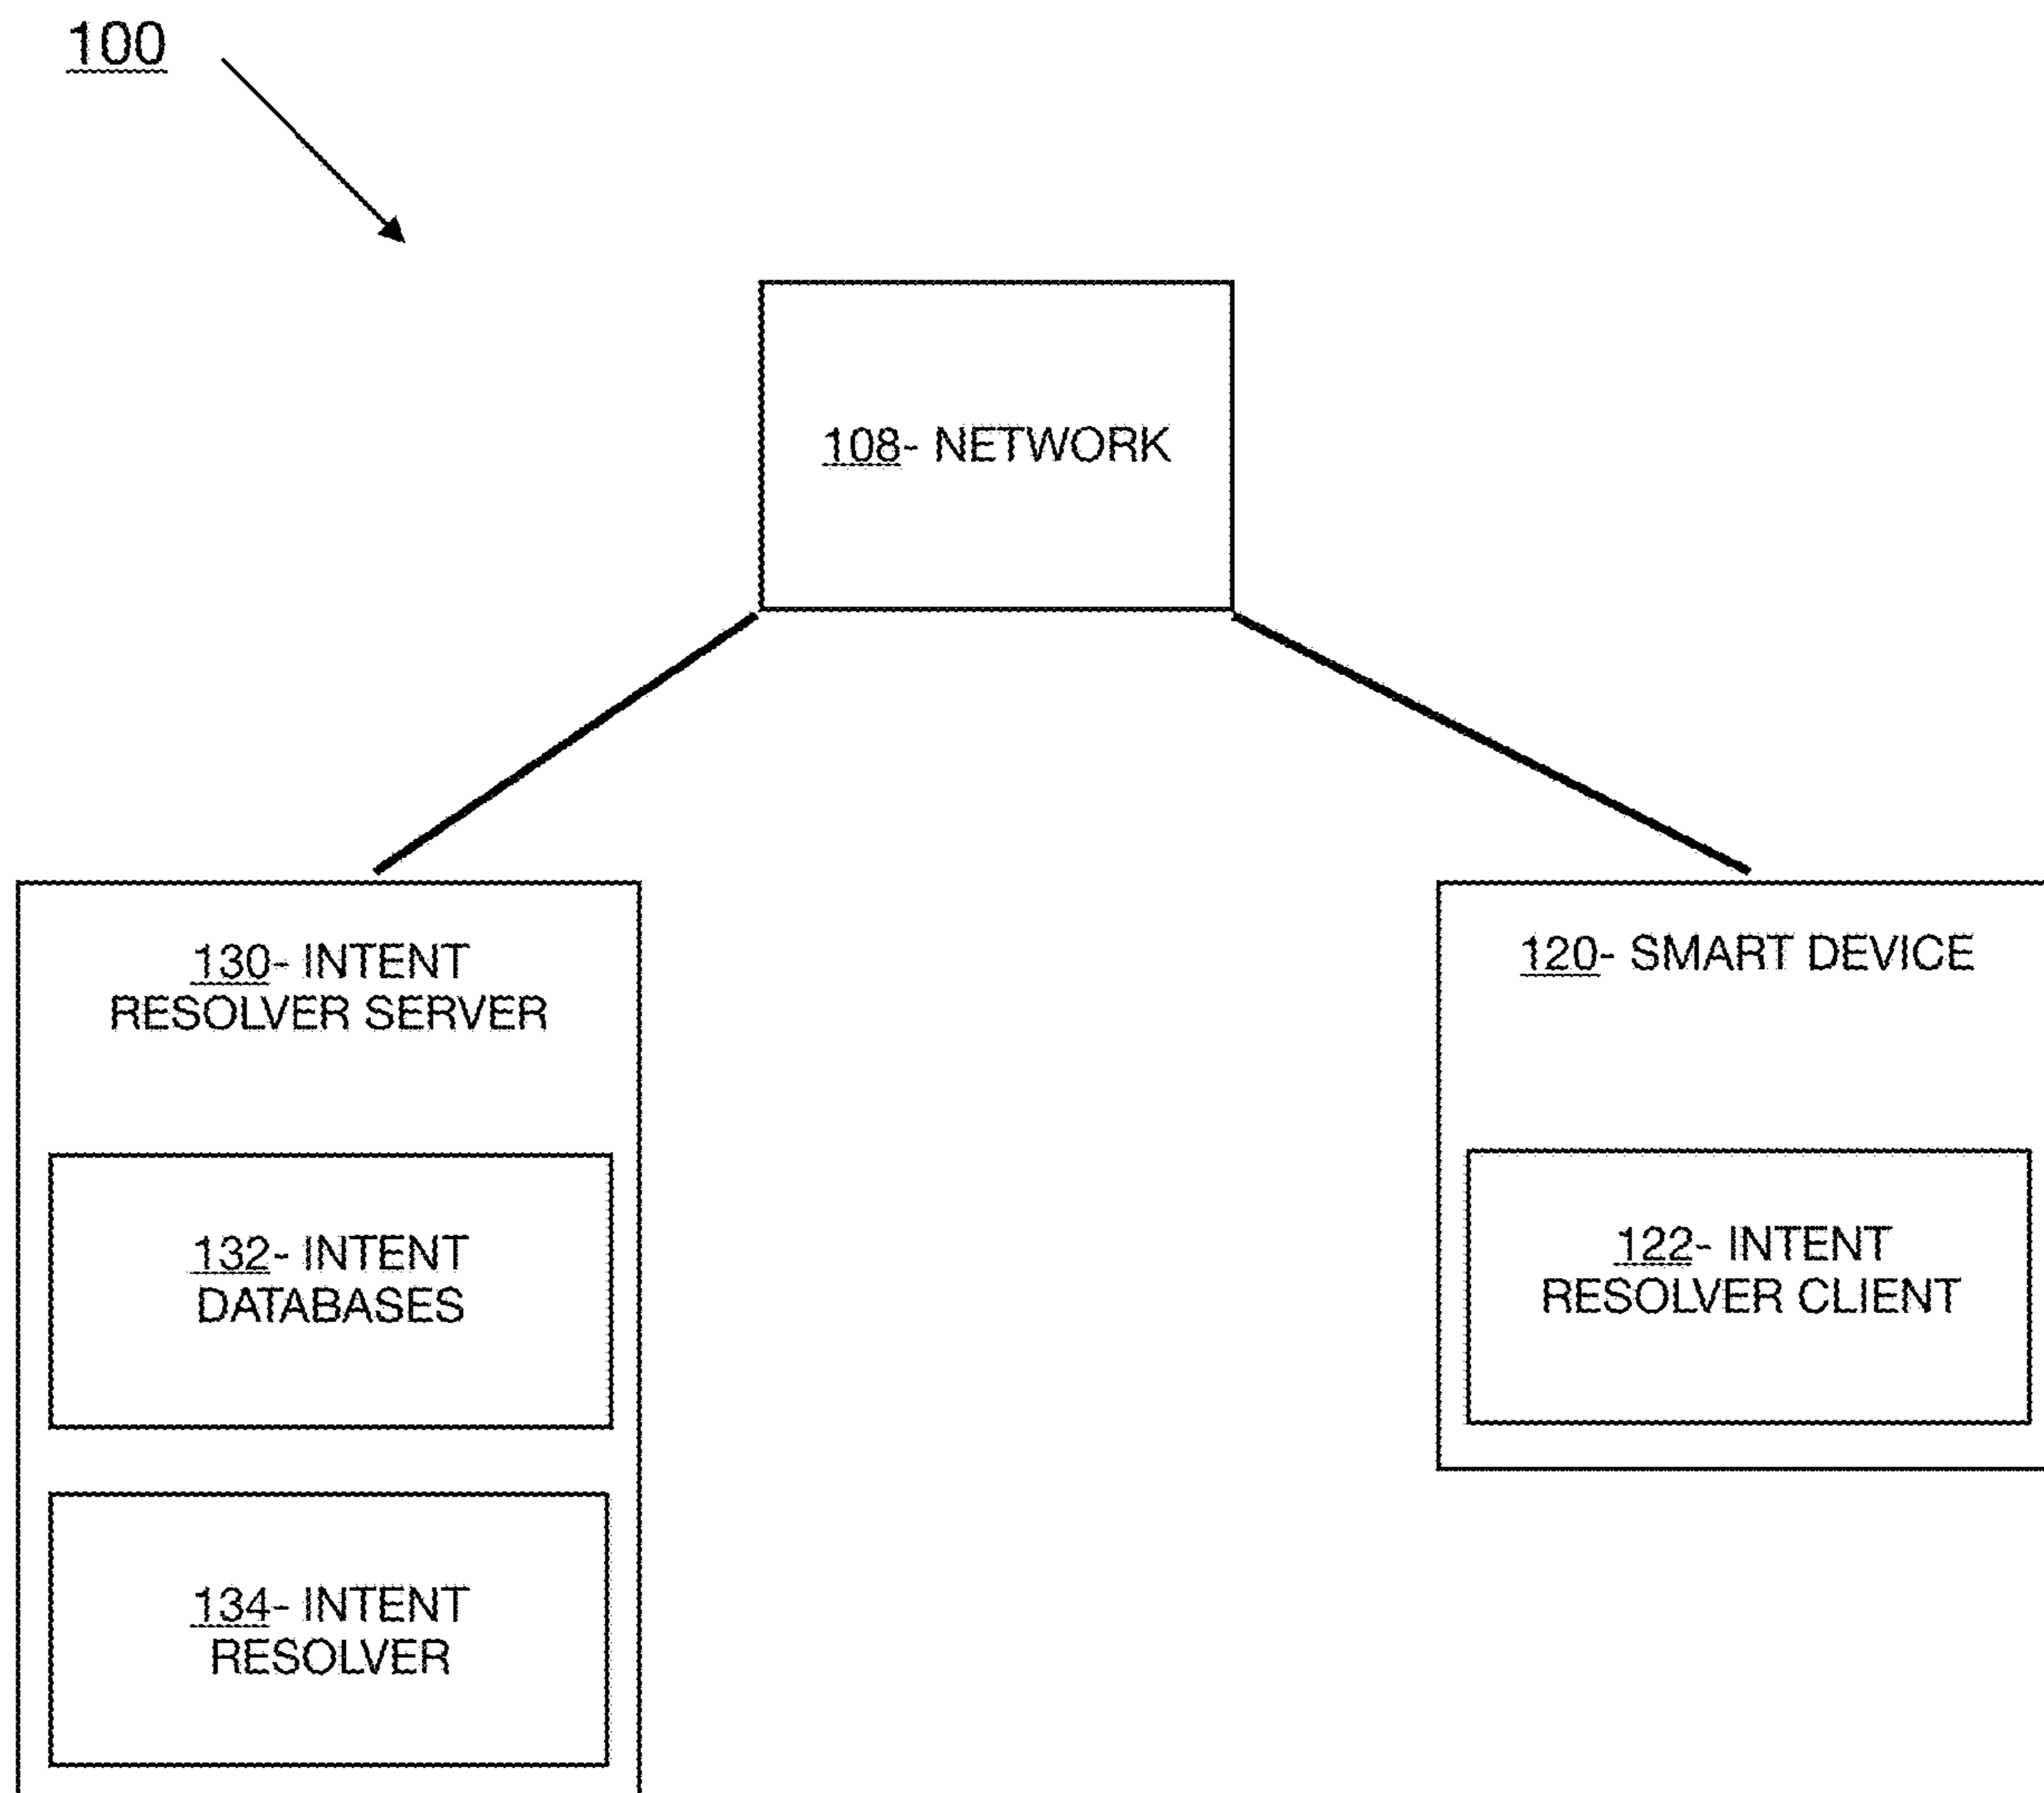 100
108- NETWORK
130- INTENT
RESOLVER SERVER
132- INTENT
DATABASES
134- INTENT
RESOLVER
120- SMART DEVICE
122- INTENT
RESOLVER CLIENT